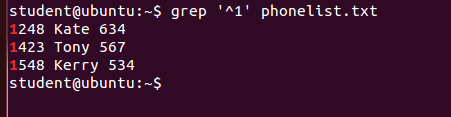 student@ubuntu:~$ grep '^1' phonelist.txt
1248 Kate 634
1423 Tony 567
1548 Kerry 534
student@ubuntu:~$